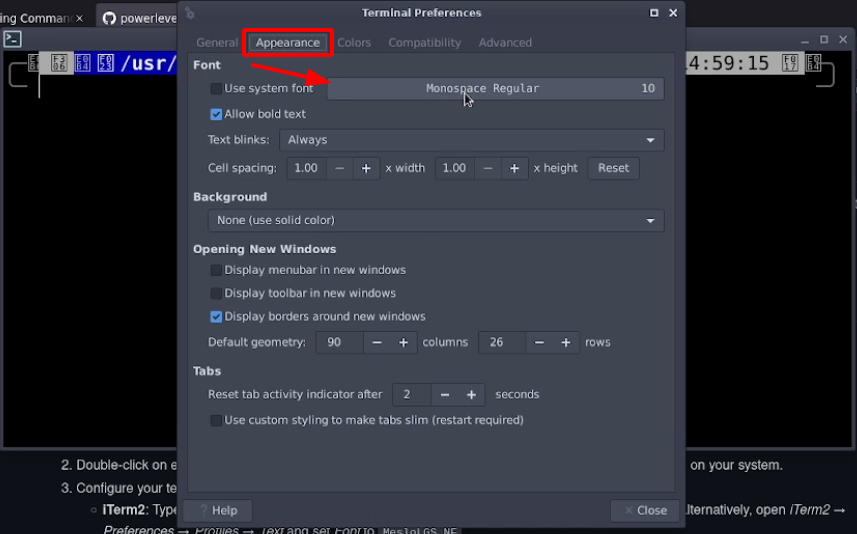 ing Comman × powerleve Terminal Preferences ×
General Appearance Colors Compatibility Advanced
/usr/ 4:59:15
Font
Use system font Monospace Regular 10
Allow bold text
Text blinks: Always
Cell spacing: 1.00 − + x width 1.00 − + x height Reset
Background
None (use solid color)
Opening New Windows
Display menubar in new windows
Display toolbar in new windows
Display borders around new windows
Default geometry: 90 − + columns 26 − + rows
Tabs
Reset tab activity indicator after 2 − + seconds
Use custom styling to make tabs slim (restart required)
2. Double-click on e on your system.
3. Configure your te
? Help × Close
iTerm2: Type lternatively, open iTerm2 →
Preferences → Profiles → Text and set Font to MesloLGS NF